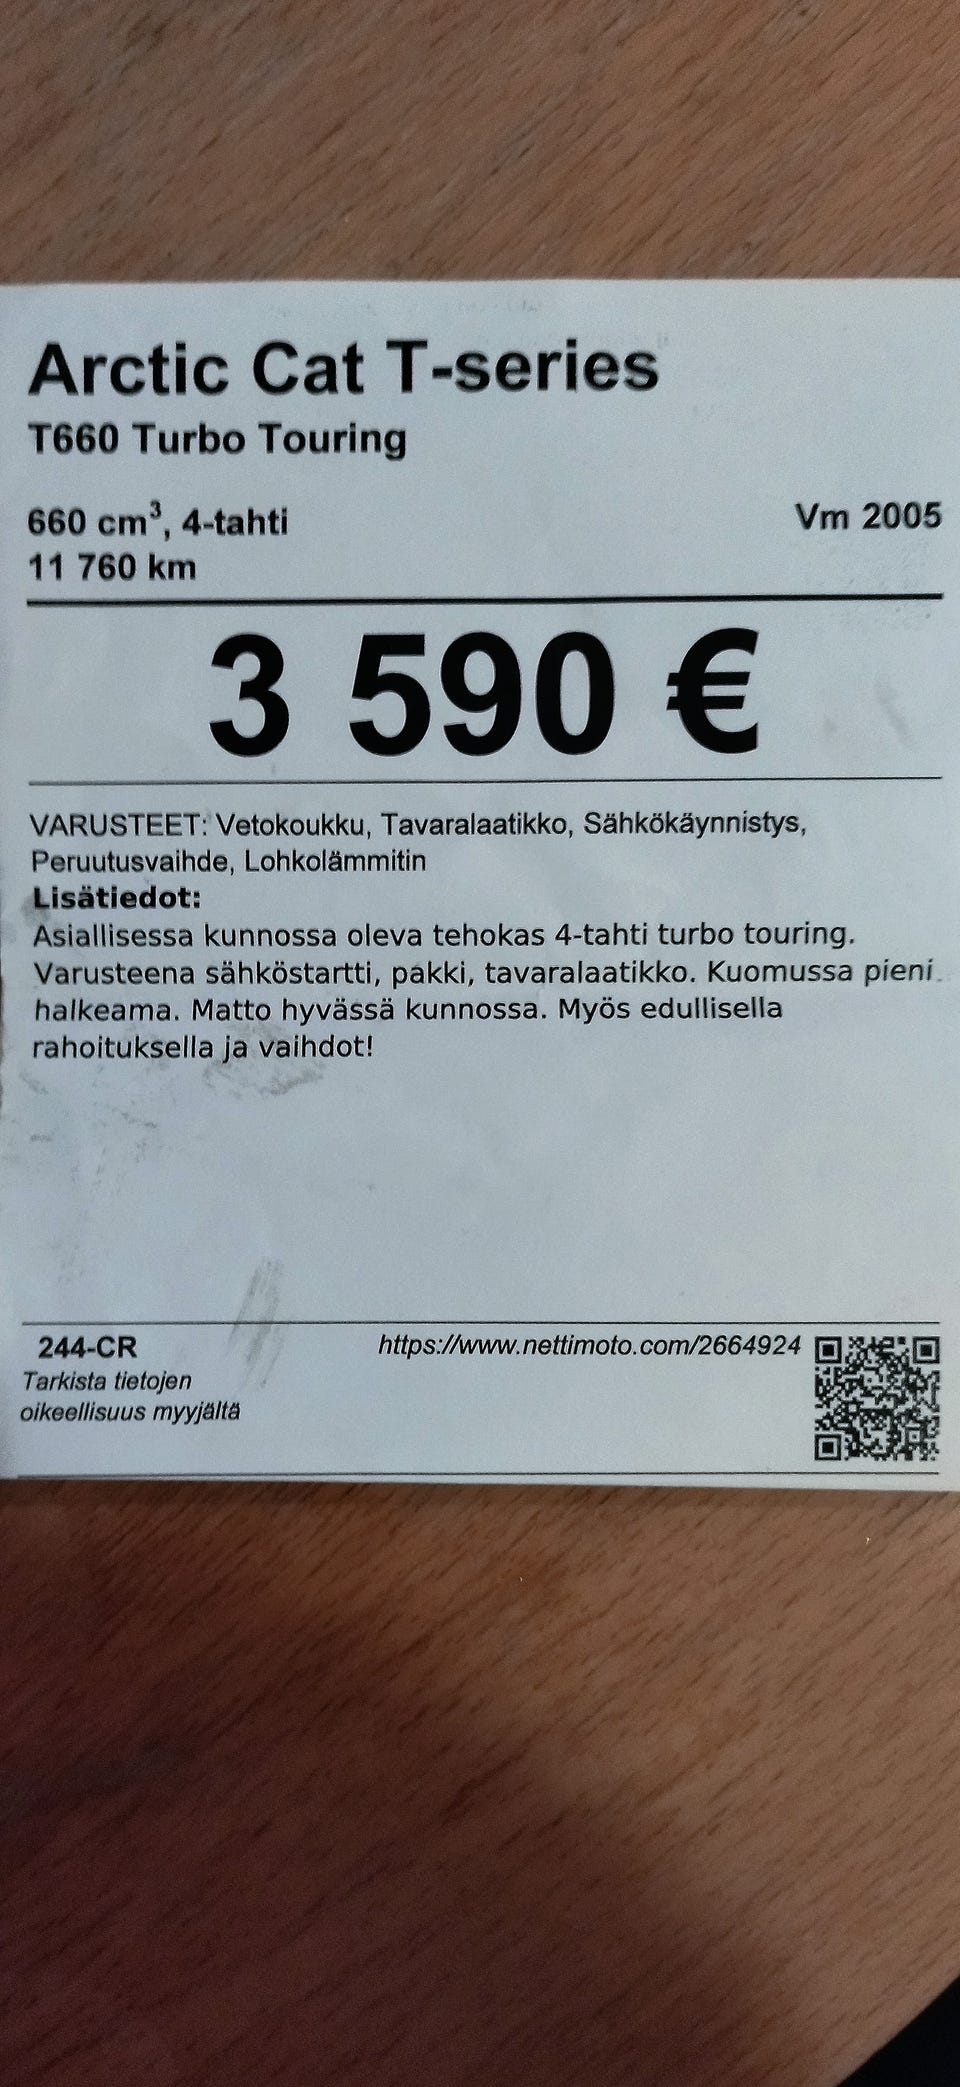 Arctic Cat T-series
T660 Turbo Touring
660 cm³, 4-tahti
Vm 2005
11 760 km
3 590 €
VARUSTEET: Vetokoukku, Tavaralaatikko, Sähkökäynnistys,
Peruutusvaihde, Lohkolämmitin
Lisätiedot:
Asiallisessa kunnossa oleva tehokas 4-tahti turbo touring.
Varusteena sähköstartti, pakki, tavaralaatikko. Kuomussa pieni
halkeama. Matto hyvässä kunnossa. Myös edullisella
rahoituksella ja vaihdot!
244-CR
https://www.nettimoto.com/2664924
Tarkista tietojen
oikeellisuus myyjältä